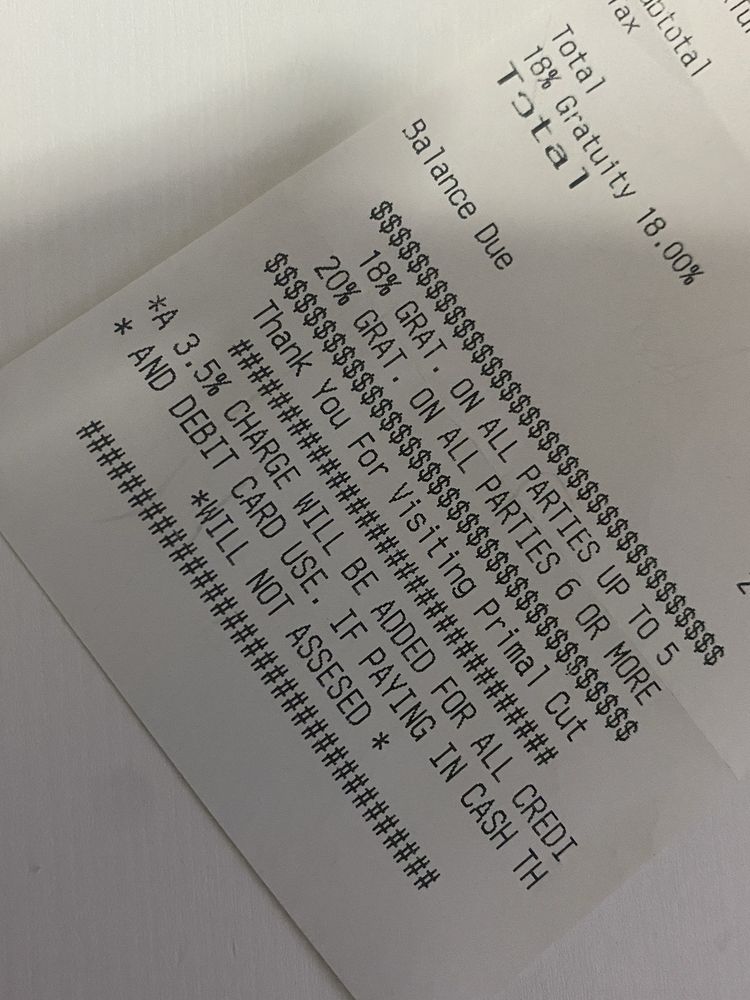 Total
18% Gratuity 18.00%
Total
Balance Due
$$$$$$$$$$$$$$$$$$$$$$$$$$$$$$$$$$$$$$
18% GRAT. ON ALL PARTIES UP TO 5
20% GRAT. ON ALL PARTIES 6 OR MORE
$$$$$$$$$$$$$$$$$$$$$$$$$$$$$$$$$$$$$$
Thank You For Visiting Primal Cut
##################################
*A 3.5% CHARGE WILL BE ADDED FOR ALL CREDI
* AND DEBIT CARD USE. IF PAYING IN CASH TH
*WILL NOT ASSESED *
######################################